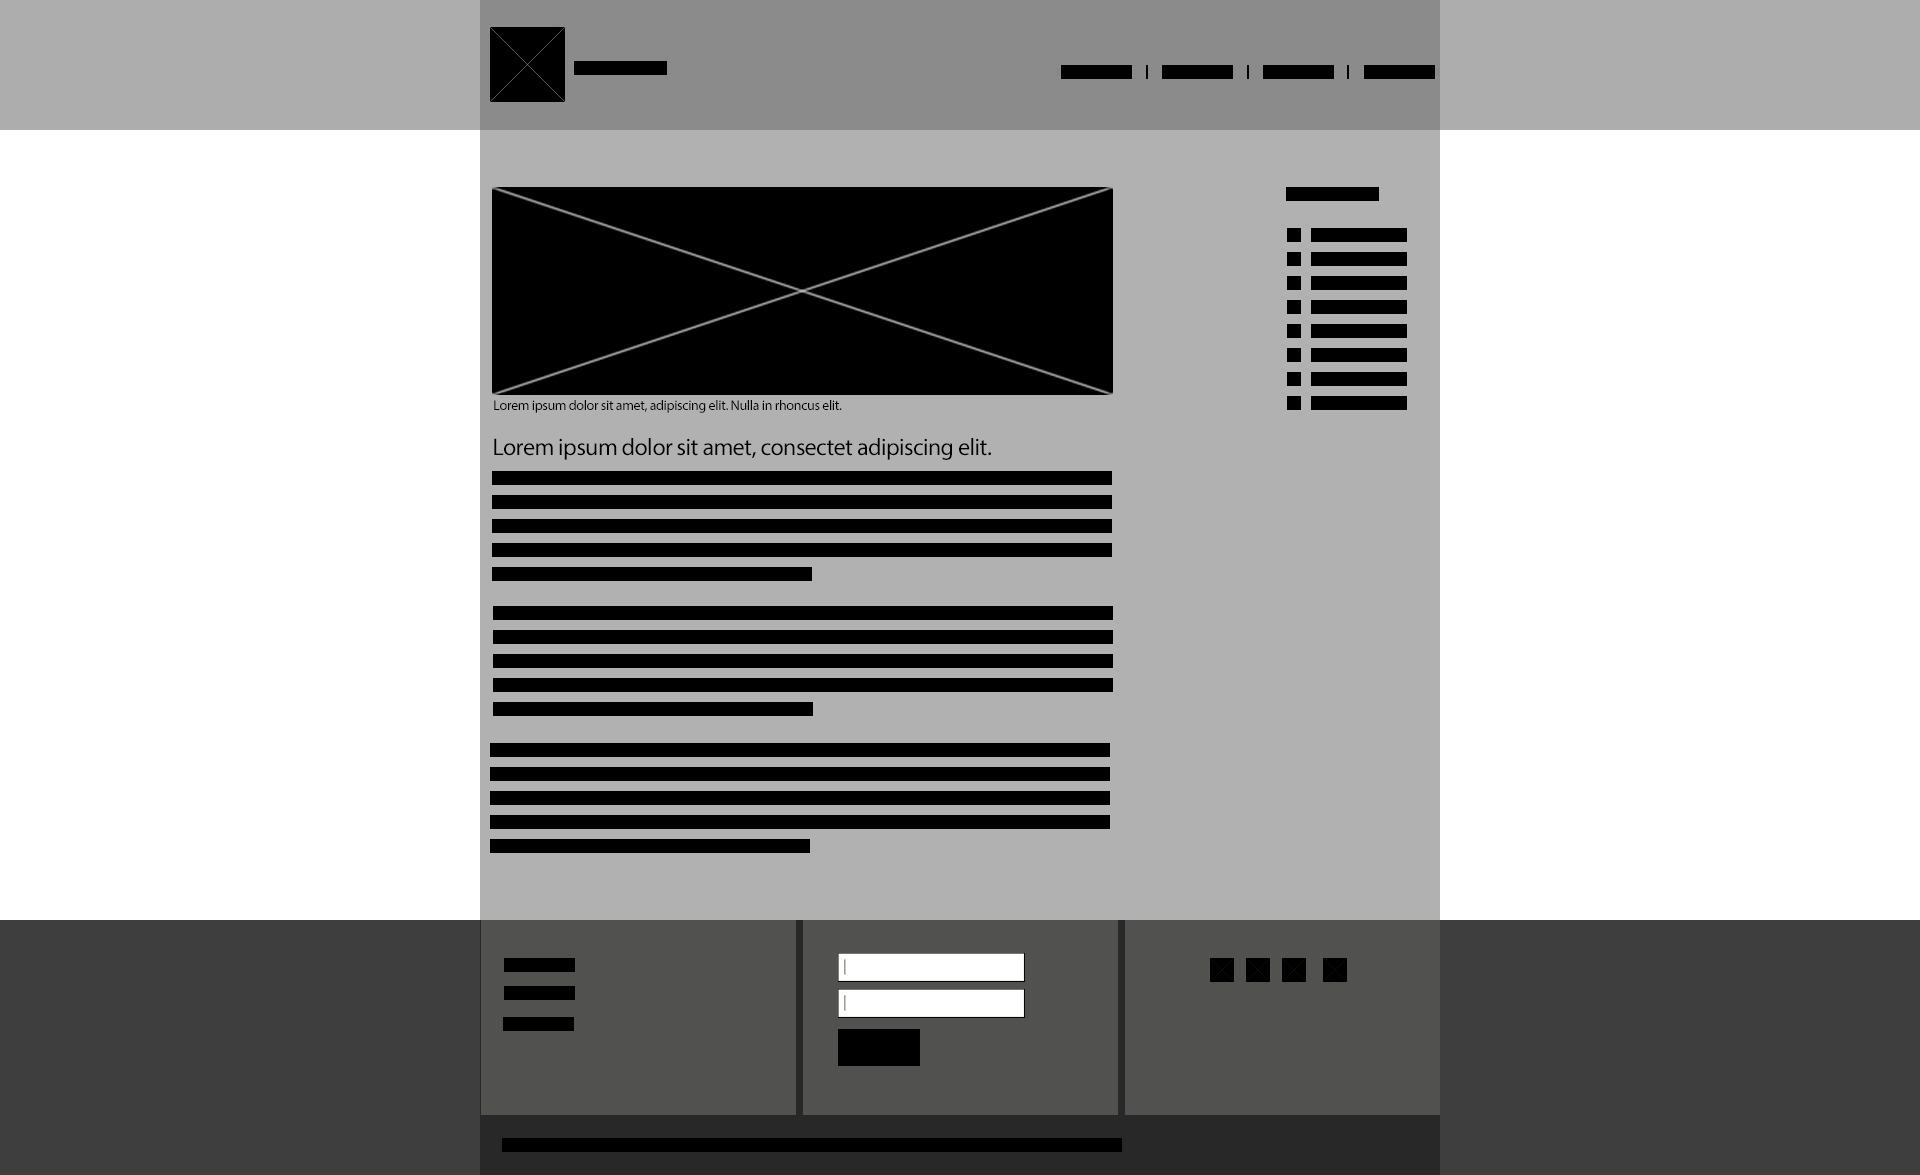 Lorem ipsum dolor sit amet, adipiscing elit. Nulla in rhoncus elit.
Lorem ipsum dolor sit amet, consectet adipiscing elit.